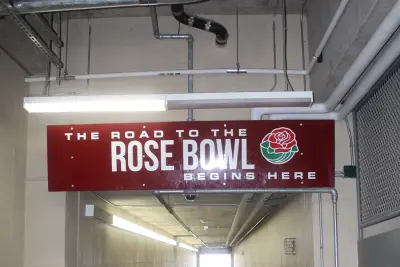 THE ROAD TO THE
ROSE BOWL
BEGINS HERE